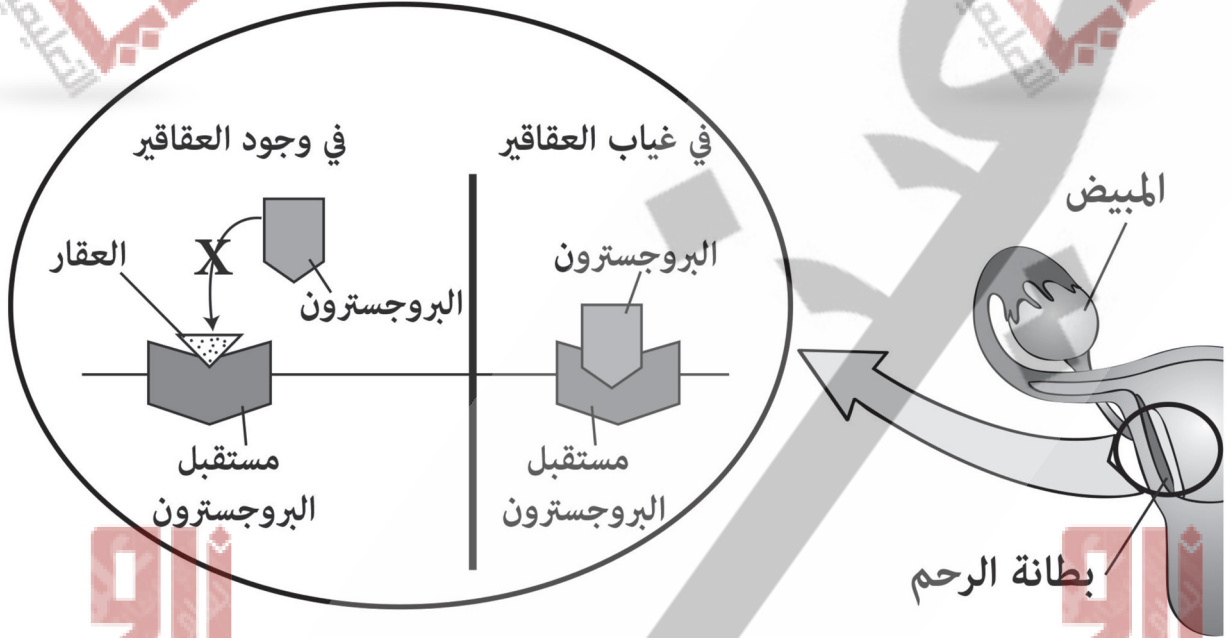 في غياب العقاقير
البروجسترون
مستقبل
البروجسترون
في وجود العقاقير
العقار
البروجسترون
مستقبل
البروجسترون
X
المبيض
بطانة الرحم